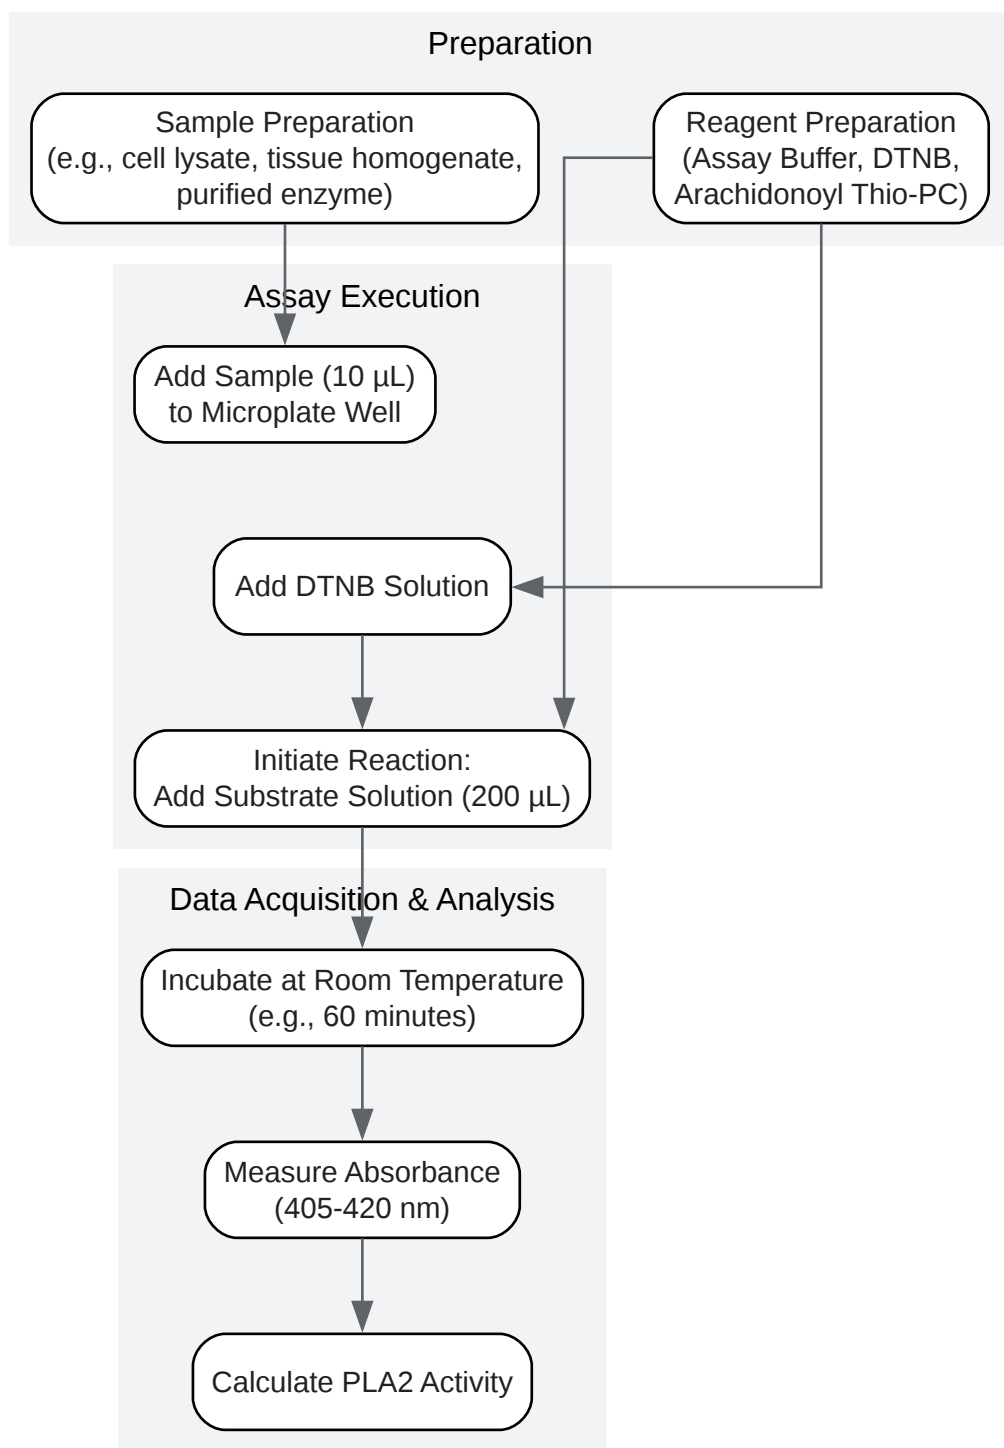 Preparation
Sample Preparation
(e.g., cell lysate, tissue homogenate,
purified enzyme)
Reagent Preparation
(Assay Buffer, DTNB,
Arachidonoyl Thio-PC)
Assay Execution
Add Sample (10 µL)
to Microplate Well
Add DTNB Solution
Initiate Reaction:
Add Substrate Solution (200 µL)
Data Acquisition & Analysis
Incubate at Room Temperature
(e.g., 60 minutes)
Measure Absorbance
(405-420 nm)
Calculate PLA2 Activity